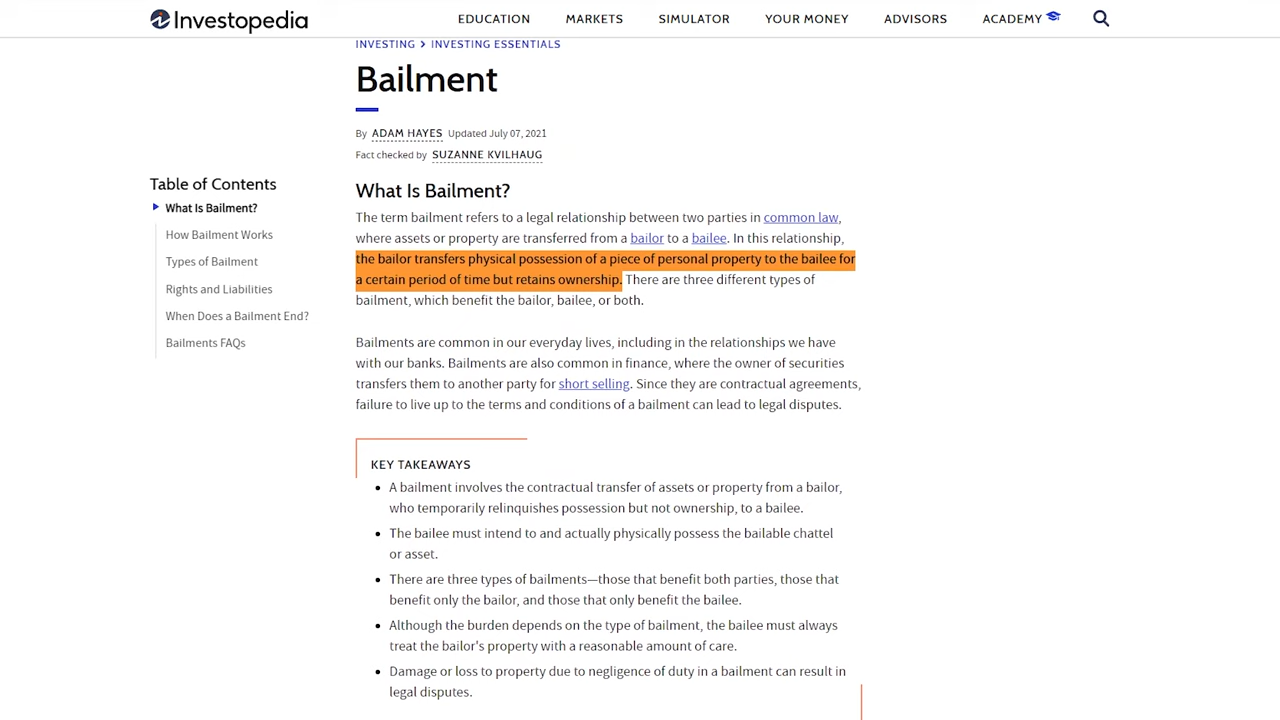 Investopedia
EDUCATION MARKETS SIMULATOR YOUR MONEY ADVISORS ACADEMY
INVESTING > INVESTING ESSENTIALS
Bailment
By ADAM HAYES Updated July 07, 2021
Fact checked by SUZANNE KVILHAUG
Table of Contents
What Is Bailment?
How Bailment Works
Types of Bailment
Rights and Liabilities
When Does a Bailment End?
Bailments FAQs
What Is Bailment?
The term bailment refers to a legal relationship between two parties in common law,
where assets or property are transferred from a bailor to a bailee. In this relationship,
the bailor transfers physical possession of a piece of personal property to the bailee for
a certain period of time but retains ownership. There are three different types of
bailment, which benefit the bailor, bailee, or both.
Bailments are common in our everyday lives, including in the relationships we have
with our banks. Bailments are also common in finance, where the owner of securities
transfers them to another party for short selling. Since they are contractual agreements,
failure to live up to the terms and conditions of a bailment can lead to legal disputes.
KEY TAKEAWAYS
• A bailment involves the contractual transfer of assets or property from a bailor,
who temporarily relinquishes possession but not ownership, to a bailee.
• The bailee must intend to and actually physically possess the bailable chattel
or asset.
• There are three types of bailments—those that benefit both parties, those that
benefit only the bailor, and those that only benefit the bailee.
• Although the burden depends on the type of bailment, the bailee must always
treat the bailor's property with a reasonable amount of care.
• Damage or loss to property due to negligence of duty in a bailment can result in
legal disputes.